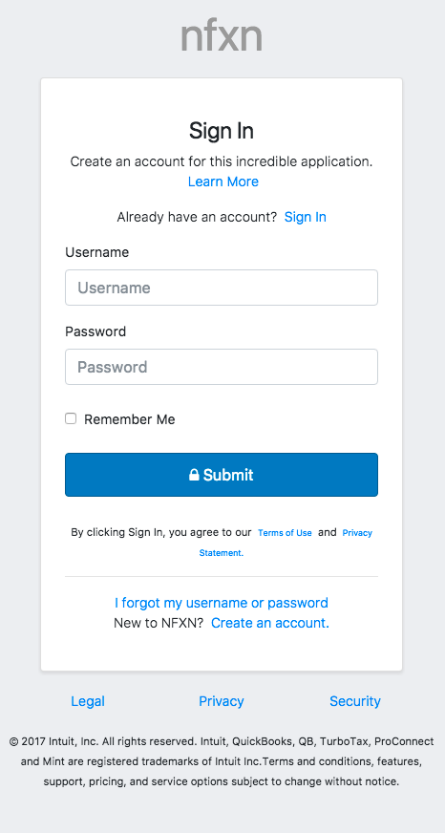 nfxn
Sign In
Create an account for this incredible application.
Learn More
Already have an account? Sign In
Username
Username
Password
Password
Remember Me
Submit
By clicking Sign In, you agree to our Terms of Use and Privacy
Statement.
I forgot my username or password
New to NFXN? Create an account.
Legal Privacy Security
© 2017 Intuit, Inc. All rights reserved. Intuit, QuickBooks, QB, TurboTax, ProConnect
and Mint are registered trademarks of Intuit Inc.Terms and conditions, features,
support, pricing, and service options subject to change without notice.